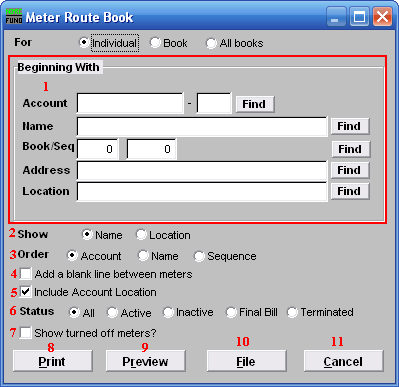 Meter Route Book
For Individual Book All books
Beginning With
1
Account - Find
Name Find
Book/Seq 0 0 Find
Address Find
Location Find
2 Show Name Location
3 Order Account Name Sequence
4 Add a blank line between meters
5 Include Account Location
6 Status All Active Inactive Final Bill Terminated
7 Show turned off meters?
8 9 10 11
Print Preview File Cancel